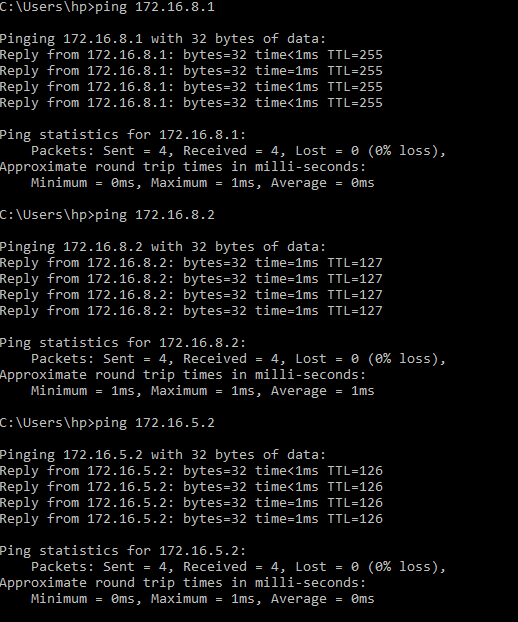 C:\Users\hp>ping 172.16.8.1
Pinging 172.16.8.1 with 32 bytes of data:
Reply from 172.16.8.1: bytes=32 time<1ms TTL=255
Reply from 172.16.8.1: bytes=32 time=1ms TTL=255
Reply from 172.16.8.1: bytes=32 time<1ms TTL=255
Reply from 172.16.8.1: bytes=32 time<1ms TTL=255
Ping statistics for 172.16.8.1:
Packets: Sent = 4, Received = 4, Lost = 0 (0% loss),
Approximate round trip times in milli-seconds:
Minimum = 0ms, Maximum = 1ms, Average = 0ms
C:\Users\hp>ping 172.16.8.2
Pinging 172.16.8.2 with 32 bytes of data:
Reply from 172.16.8.2: bytes=32 time=1ms TTL=127
Reply from 172.16.8.2: bytes=32 time=1ms TTL=127
Reply from 172.16.8.2: bytes=32 time=1ms TTL=127
Reply from 172.16.8.2: bytes=32 time=1ms TTL=127
Ping statistics for 172.16.8.2:
Packets: Sent = 4, Received = 4, Lost = 0 (0% loss),
Approximate round trip times in milli-seconds:
Minimum = 1ms, Maximum = 1ms, Average = 1ms
C:\Users\hp>ping 172.16.5.2
Pinging 172.16.5.2 with 32 bytes of data:
Reply from 172.16.5.2: bytes=32 time<1ms TTL=126
Reply from 172.16.5.2: bytes=32 time<1ms TTL=126
Reply from 172.16.5.2: bytes=32 time=1ms TTL=126
Reply from 172.16.5.2: bytes=32 time=1ms TTL=126
Ping statistics for 172.16.5.2:
Packets: Sent = 4, Received = 4, Lost = 0 (0% loss),
Approximate round trip times in milli-seconds:
Minimum = 0ms, Maximum = 1ms, Average = 0ms